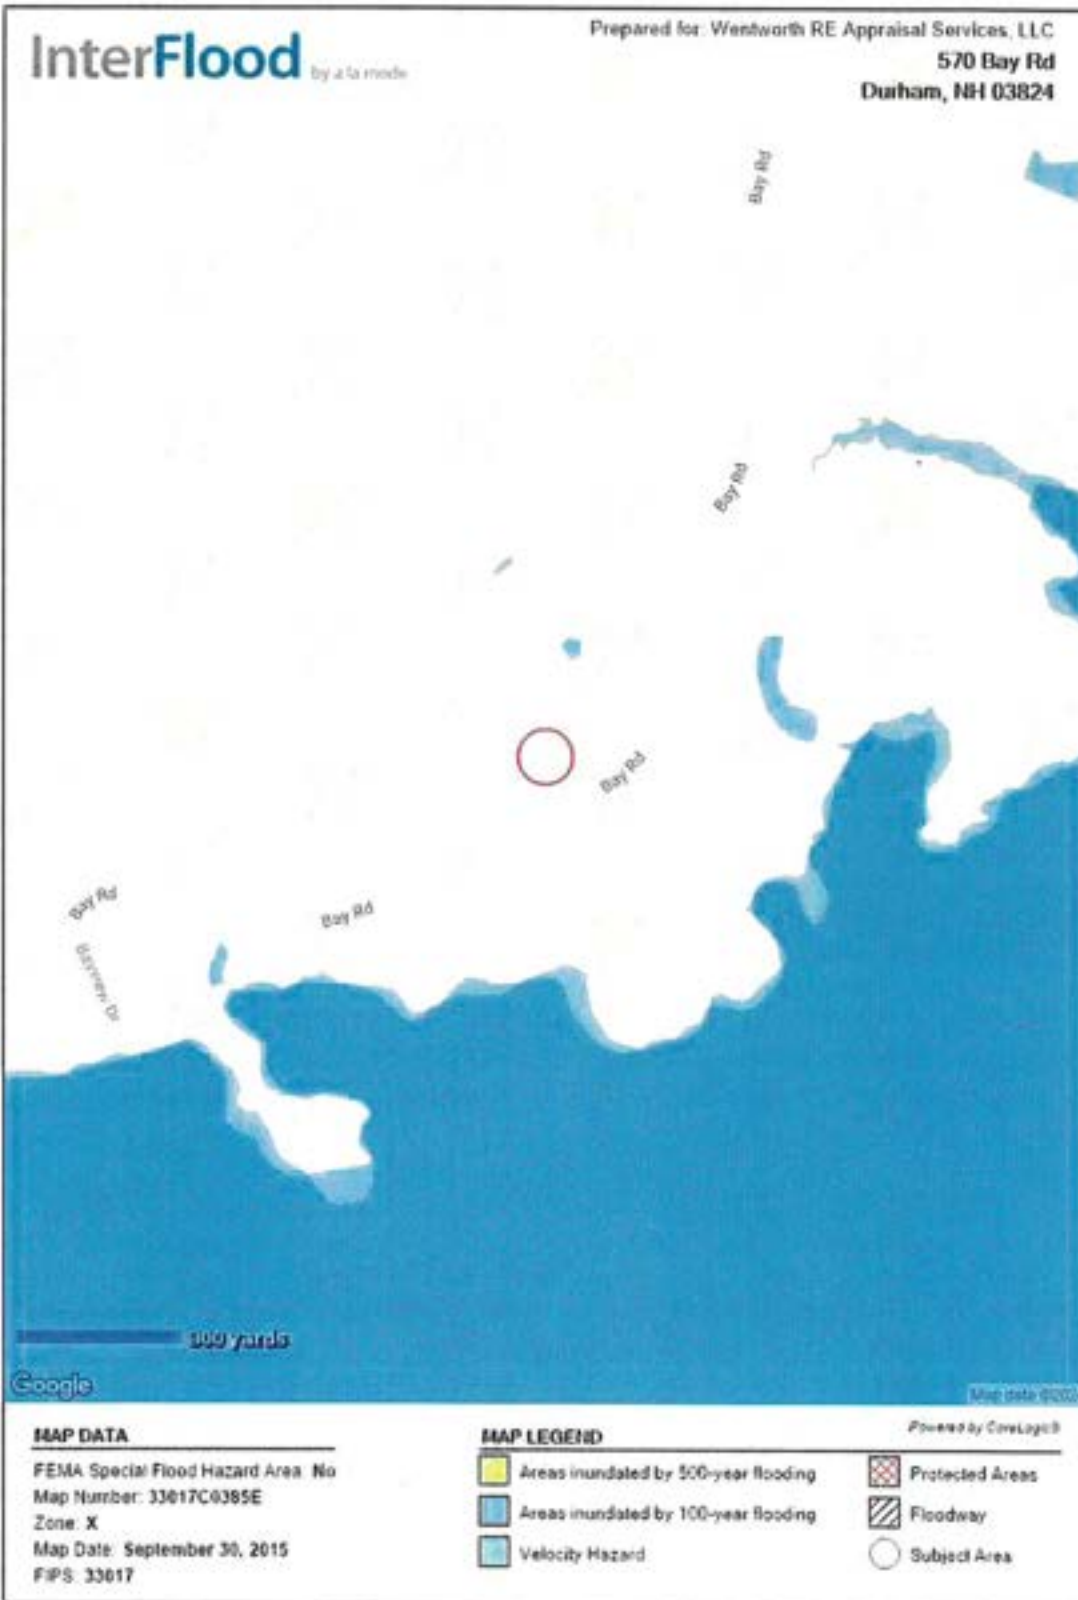 InterFlood by a la mode
Prepared for: Wentworth RE Appraisal Services, LLC
570 Bay Rd
Durham, NH 03824
Bay Rd
Bay Rd
Bay Rd
Bay Rd
Bay Rd
Bayview Dr
yards
Google
Map data
Powered by CoreLogic®
MAP DATA
FEMA Special Flood Hazard Area: No
Map Number: 33017C0385E
Zone: X
Map Date: September 30, 2015
FIPS: 33017
MAP LEGEND
Areas inundated by 500-year flooding
Areas inundated by 100-year flooding
Velocity Hazard
Protected Areas
Floodway
Subject Area